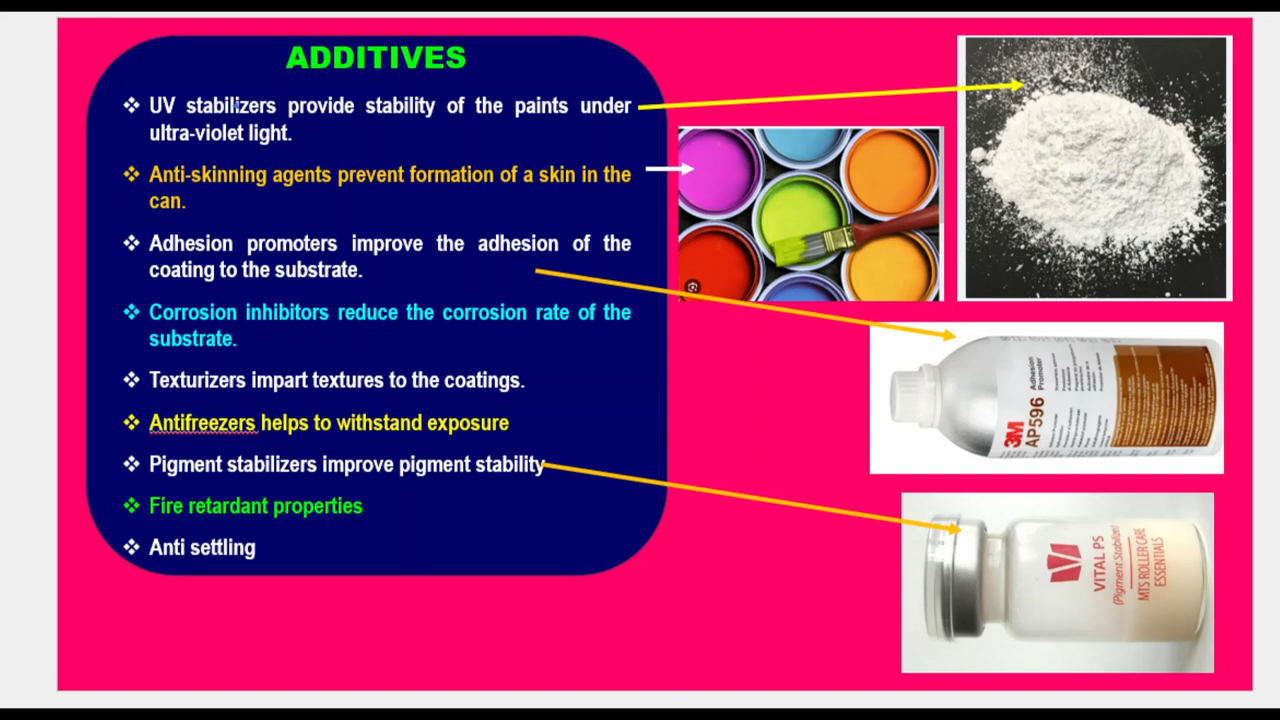 ADDITIVES
❖ UV stabilizers provide stability of the paints under
ultra-violet light.
❖ Anti-skinning agents prevent formation of a skin in the
can.
❖ Adhesion promoters improve the adhesion of the
coating to the substrate.
❖ Corrosion inhibitors reduce the corrosion rate of the
substrate.
❖ Texturizers impart textures to the coatings.
❖ Antifreezers helps to withstand exposure
❖ Pigment stabilizers improve pigment stability
❖ Fire retardant properties
❖ Anti settling
3M
AP596
Adhesion
Promoter
VITAL PS
(Pigment Stabilizer)
MTS ROLLER CARE
ESSENTIALS